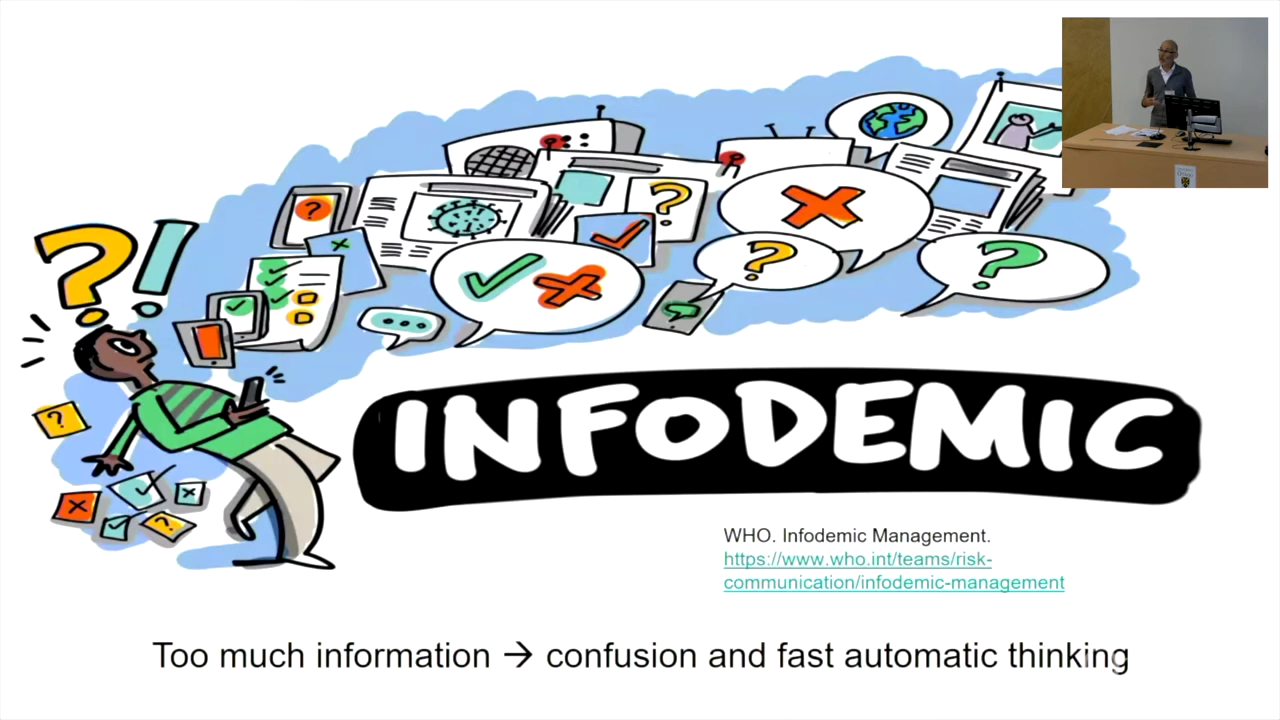 INFODEMIC
WHO. Infodemic Management.
https://www.who.int/teams/risk-
communication/infodemic-management
Too much information → confusion and fast automatic thinking